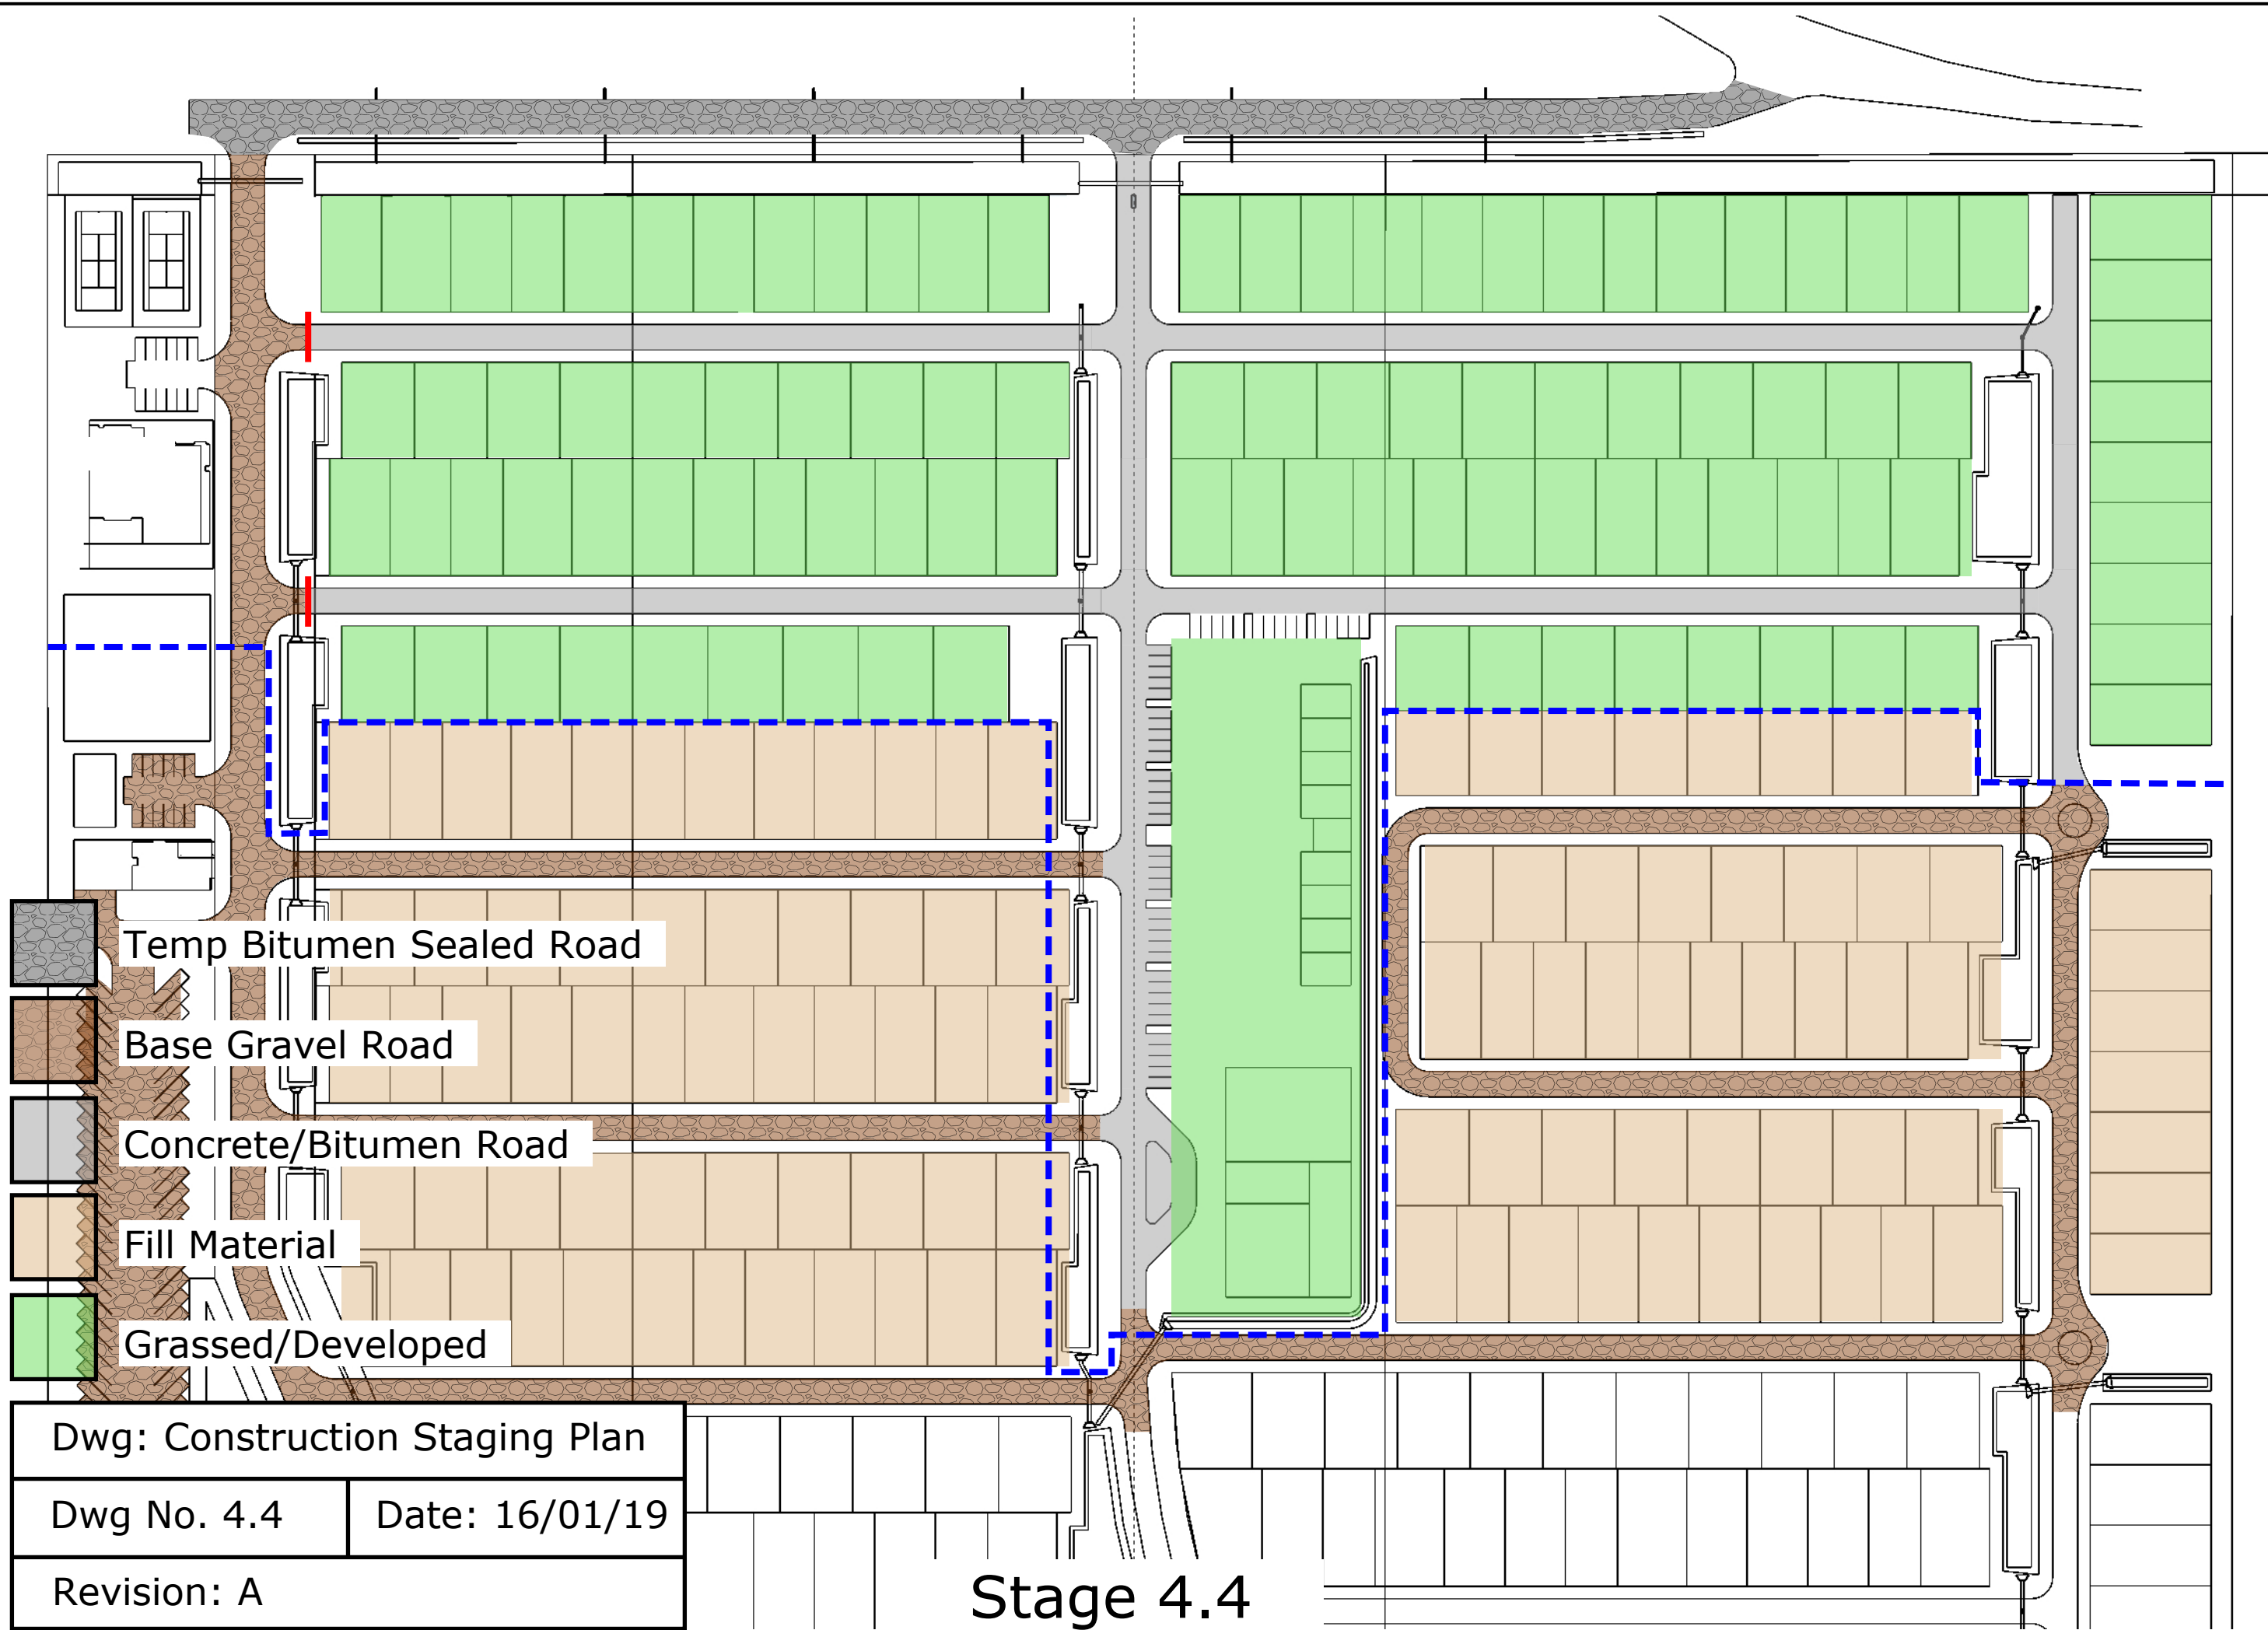 Temp Bitumen Sealed Road
Base Gravel Road
Concrete/Bitumen Road
Fill Material
Grassed/Developed
Dwg: Construction Staging Plan
Dwg No. 4.4
Date: 16/01/19
Revision: A
Stage 4.4